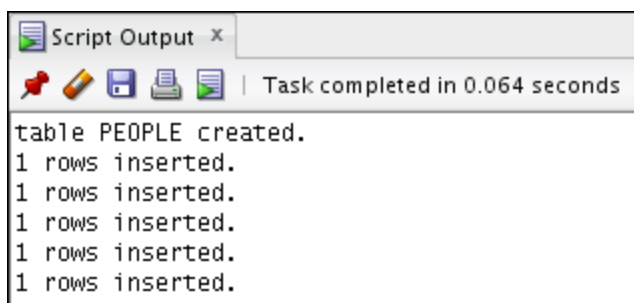 Script Output x
Task completed in 0.064 seconds
table PEOPLE created.
1 rows inserted.
1 rows inserted.
1 rows inserted.
1 rows inserted.
1 rows inserted.